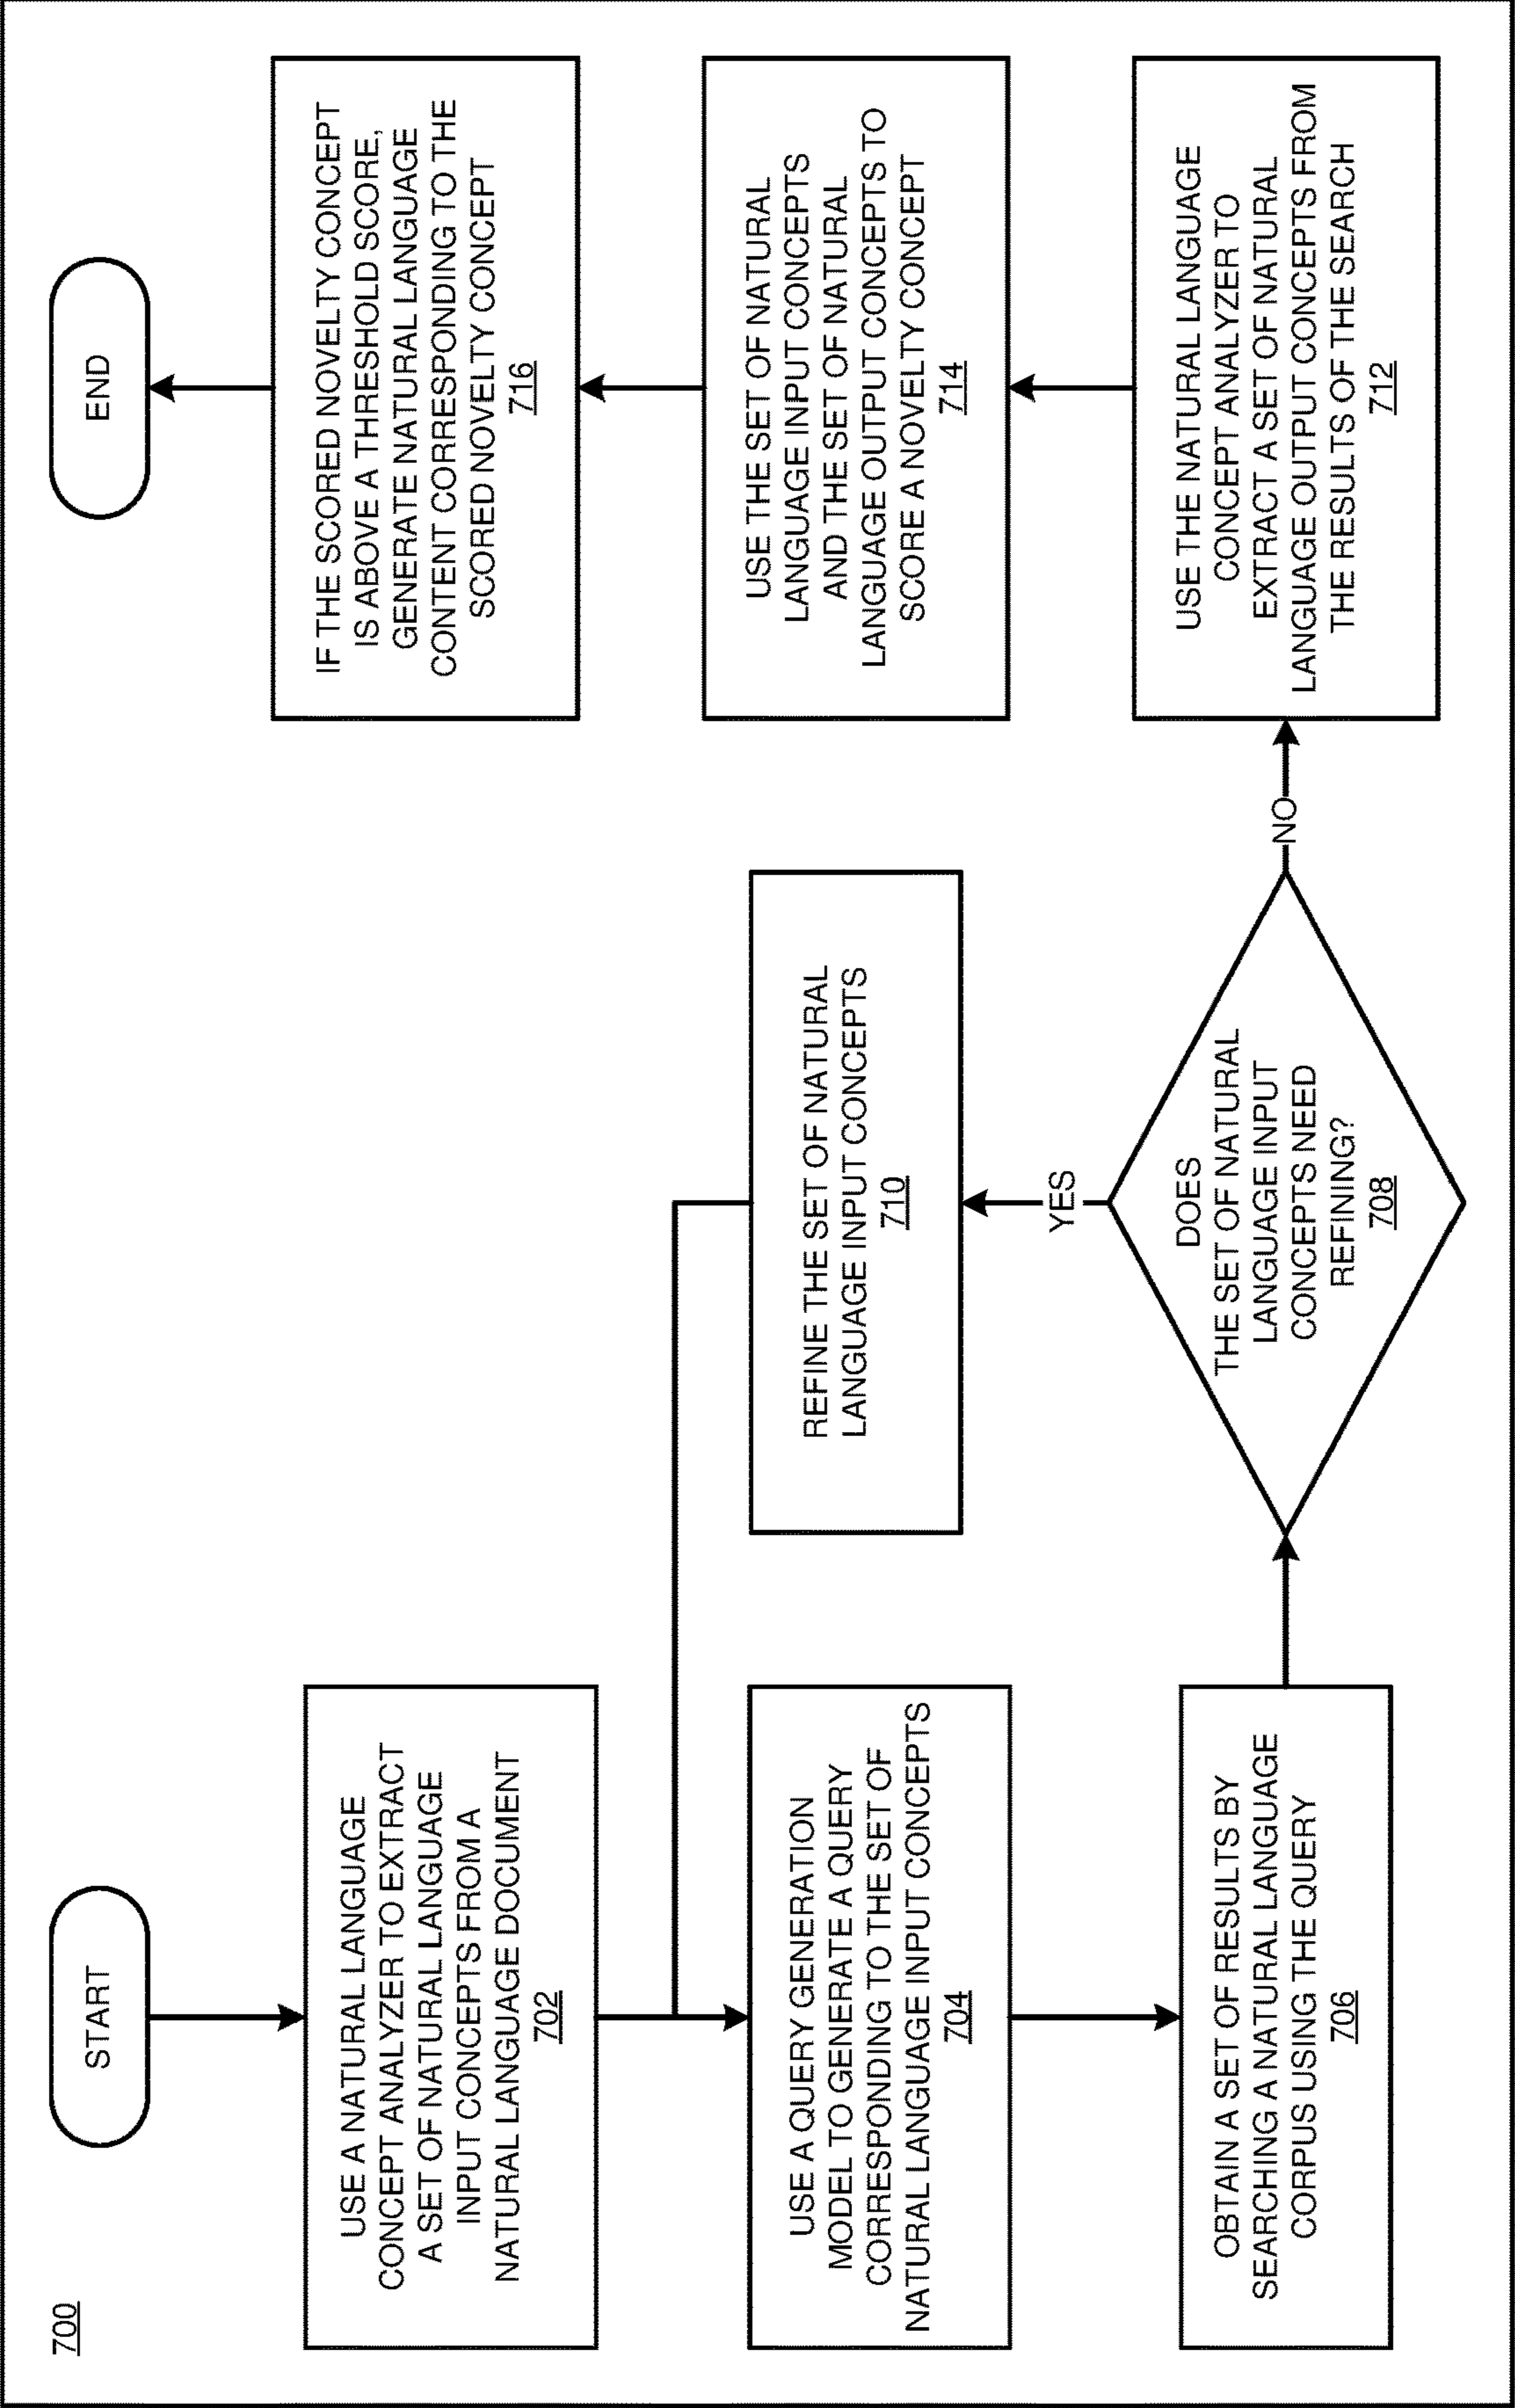 700
START
USE A NATURAL LANGUAGE
CONCEPT ANALYZER TO EXTRACT
A SET OF NATURAL LANGUAGE
INPUT CONCEPTS FROM A
NATURAL LANGUAGE DOCUMENT
702
USE A QUERY GENERATION
MODEL TO GENERATE A QUERY
CORRESPONDING TO THE SET OF
NATURAL LANGUAGE INPUT CONCEPTS
704
OBTAIN A SET OF RESULTS BY
SEARCHING A NATURAL LANGUAGE
CORPUS USING THE QUERY
706
DOES
THE SET OF NATURAL
LANGUAGE INPUT
CONCEPTS NEED
REFINING?
708
YES
REFINE THE SET OF NATURAL
LANGUAGE INPUT CONCEPTS
710
NO
USE THE NATURAL LANGUAGE
CONCEPT ANALYZER TO
EXTRACT A SET OF NATURAL
LANGUAGE OUTPUT CONCEPTS FROM
THE RESULTS OF THE SEARCH
712
USE THE SET OF NATURAL
LANGUAGE INPUT CONCEPTS
AND THE SET OF NATURAL
LANGUAGE OUTPUT CONCEPTS TO
SCORE A NOVELTY CONCEPT
714
IF THE SCORED NOVELTY CONCEPT
IS ABOVE A THRESHOLD SCORE,
GENERATE NATURAL LANGUAGE
CONTENT CORRESPONDING TO THE
SCORED NOVELTY CONCEPT
716
END